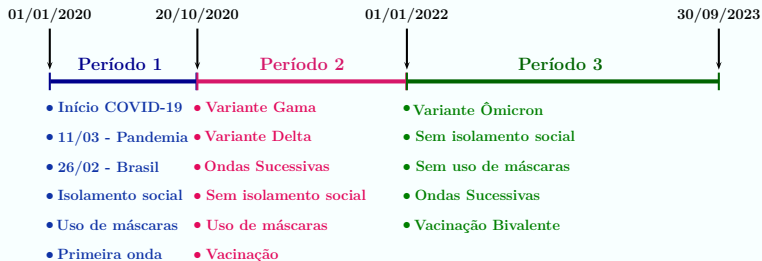 01/01/2020 20/10/2020 01/01/2022 30/09/2023
Período 1 Período 2 Período 3
Início COVID-19
11/03 - Pandemia
26/02 - Brasil
Isolamento social
Uso de máscaras
Primeira onda
Variante Gama
Variante Delta
Ondas Sucessivas
Sem isolamento social
Uso de máscaras
Vacinação
Variante Ômicron
Sem isolamento social
Sem uso de máscaras
Ondas Sucessivas
Vacinação Bivalente